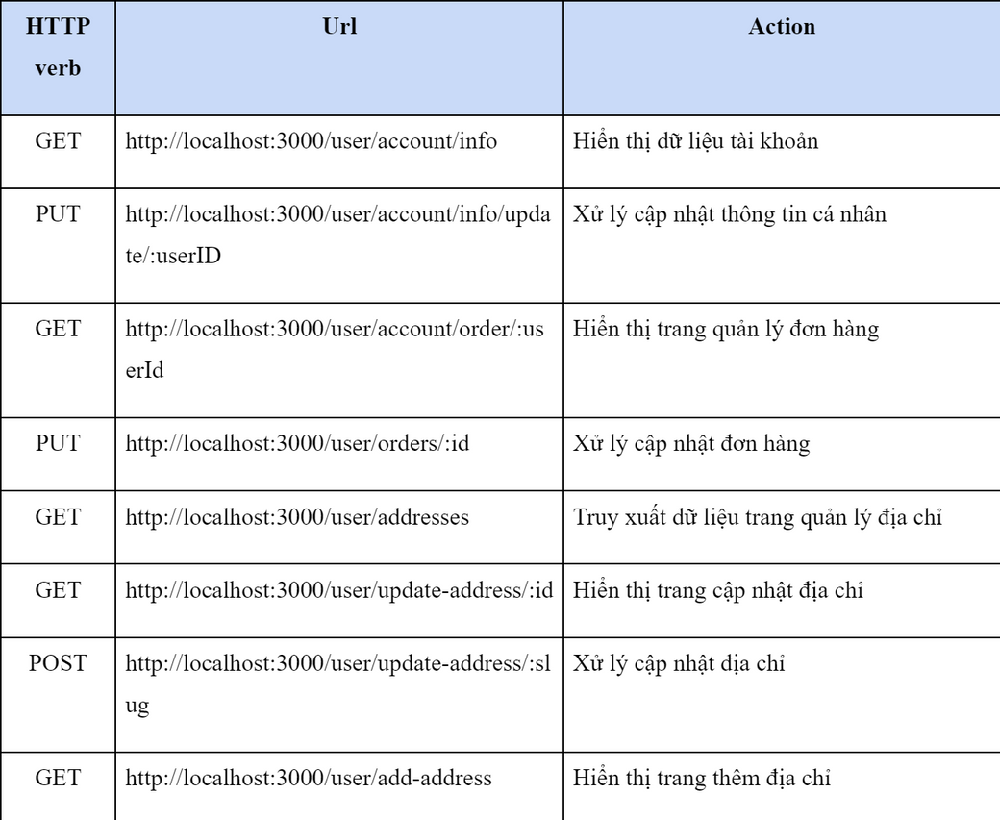 HTTP verb
Url
Action
GET
http://localhost:3000/user/account/info
Hiển thị dữ liệu tài khoản
PUT
http://localhost:3000/user/account/info/upda
te/:userID
Xử lý cập nhật thông tin cá nhân
GET
http://localhost:3000/user/account/order/:us
erId
Hiển thị trang quản lý đơn hàng
PUT
http://localhost:3000/user/orders/:id
Xử lý cập nhật đơn hàng
GET
http://localhost:3000/user/addresses
Truy xuất dữ liệu trang quản lý địa chỉ
GET
http://localhost:3000/user/update-address/:id
Hiển thị trang cập nhật địa chỉ
POST
http://localhost:3000/user/update-address/:sl
ug
Xử lý cập nhật địa chỉ
GET
http://localhost:3000/user/add-address
Hiển thị trang thêm địa chỉ